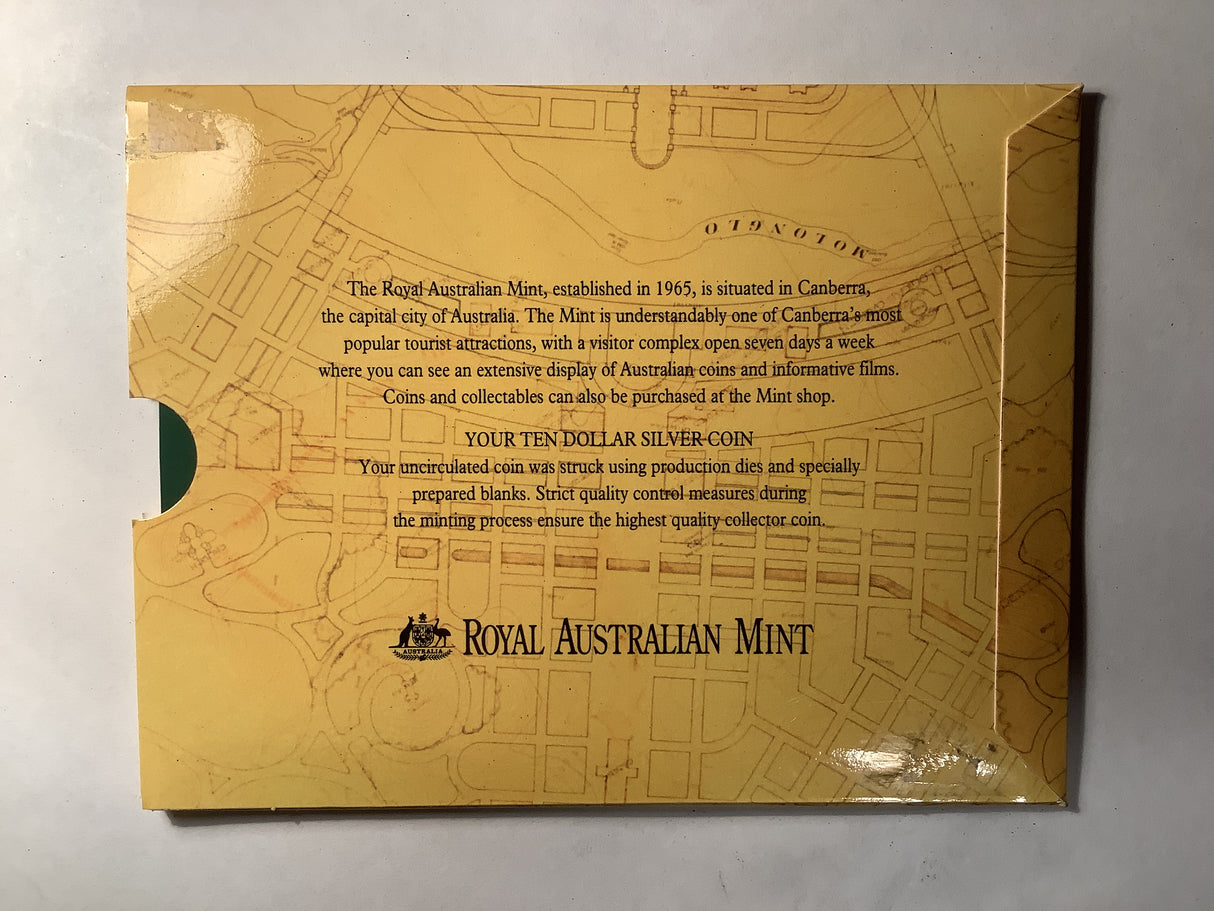 MOLONGLO
The Royal Australian Mint, established in 1965, is situated in Canberra,
the capital city of Australia. The Mint is understandably one of Canberra's most
popular tourist attractions, with a visitor complex open seven days a week
where you can see an extensive display of Australian coins and informative films.
Coins and collectables can also be purchased at the Mint shop.
YOUR TEN DOLLAR SILVER COIN
Your uncirculated coin was struck using production dies and specially
prepared blanks. Strict quality control measures during
the minting process ensure the highest quality collector coin.
AUSTRALIA
ROYAL AUSTRALIAN MINT